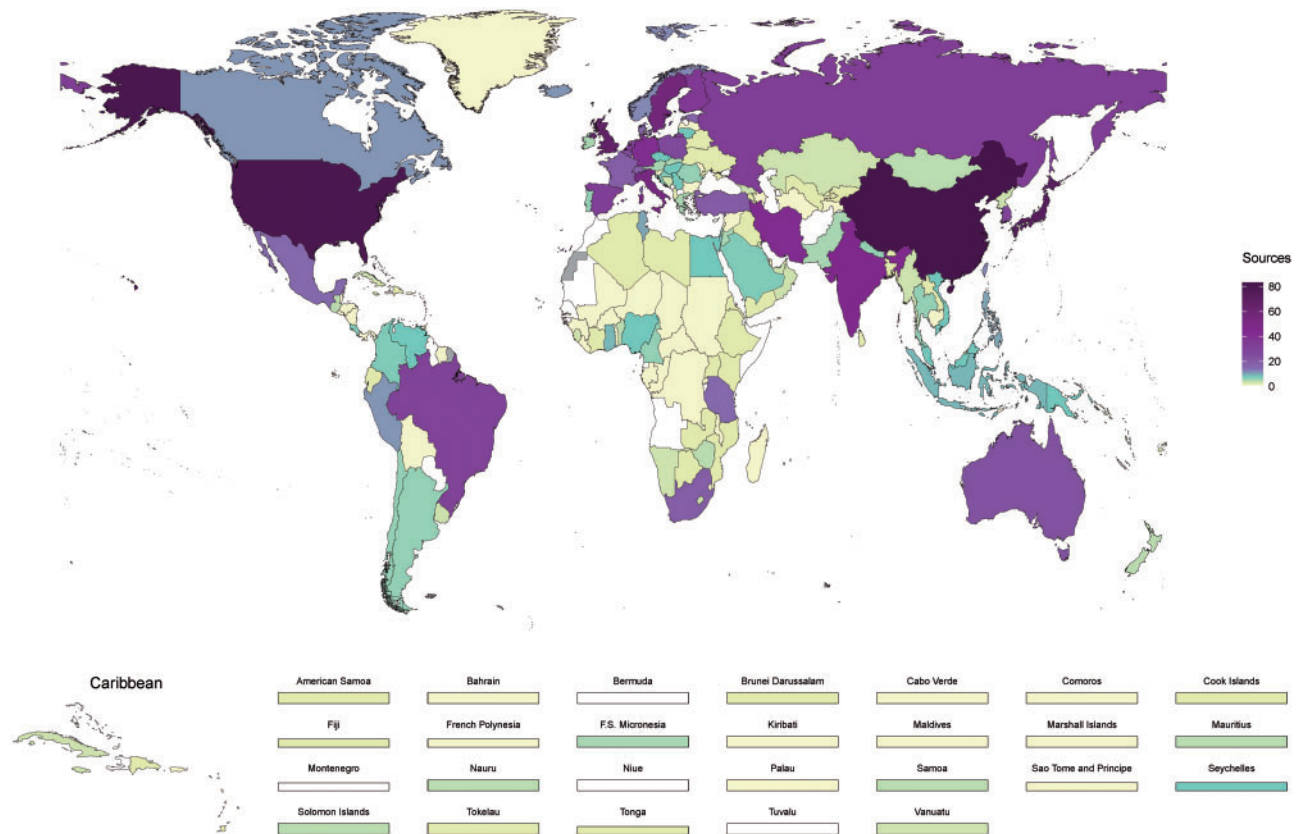 Sources
80
60
40
20
0
Caribbean
American Samoa
Bahrain
Bermuda
Brunei Darussalam
Cabo Verde
Comoros
Cook Islands
Fiji
French Polynesia
F.S. Micronesia
Kiribati
Maldives
Marshall Islands
Mauritius
Montenegro
Nauru
Niue
Palau
Samoa
Sao Tome and Principe
Seychelles
Solomon Islands
Tokelau
Tonga
Tuvalu
Vanuatu